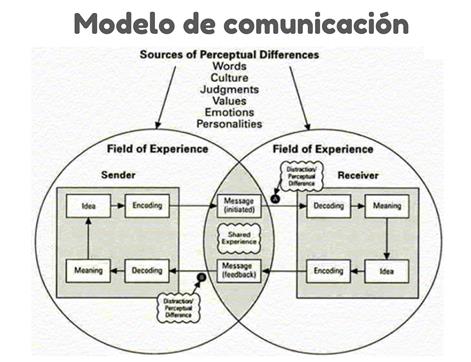 Modelo de comunicación
Sources of Perceptual Differences
Words
Culture
Judgments
Values
Emotions
Personalities
Field of Experience
Field of Experience
Sender
Distraction/
Perceptual
Difference
Receiver
Idea
Encoding
Message
(initiated)
A
Decoding
Meaning
Shared
Experience
Meaning
Decoding
B
Message
(feedback)
Encoding
Idea
Distraction/
Perceptual
Difference